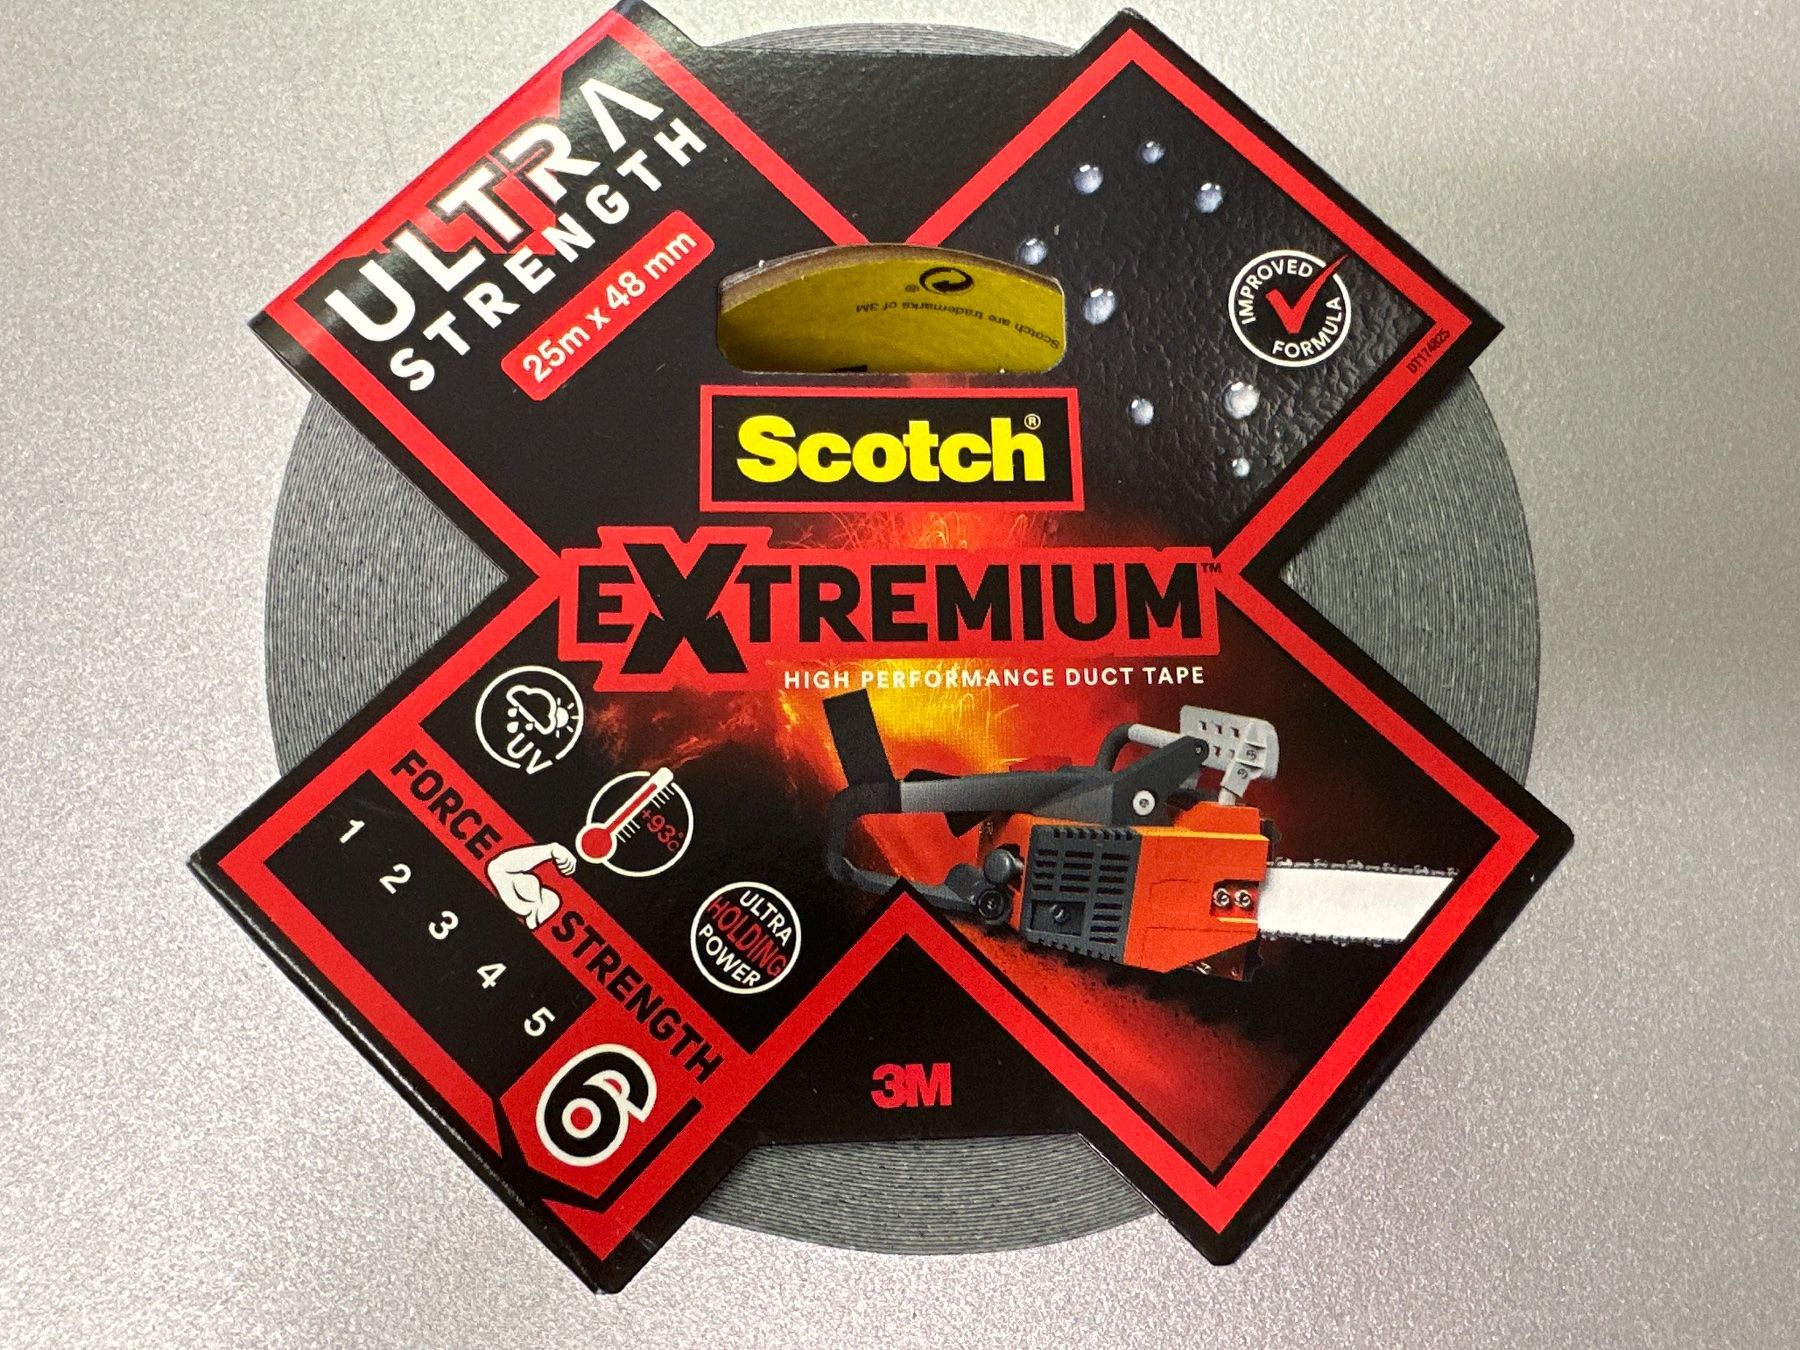 ULTRA
STRENGTH
25m x 48 mm
IMPROVED
FORMULA
DT174825
Scotch are trademarks of 3M
®
Scotch®
EXTREMIUM™
HIGH PERFORMANCE DUCT TAPE
UV
+93°C
ULTRA
HOLDING
POWER
FORCE STRENGTH
1
2
3
4
5
6
3M